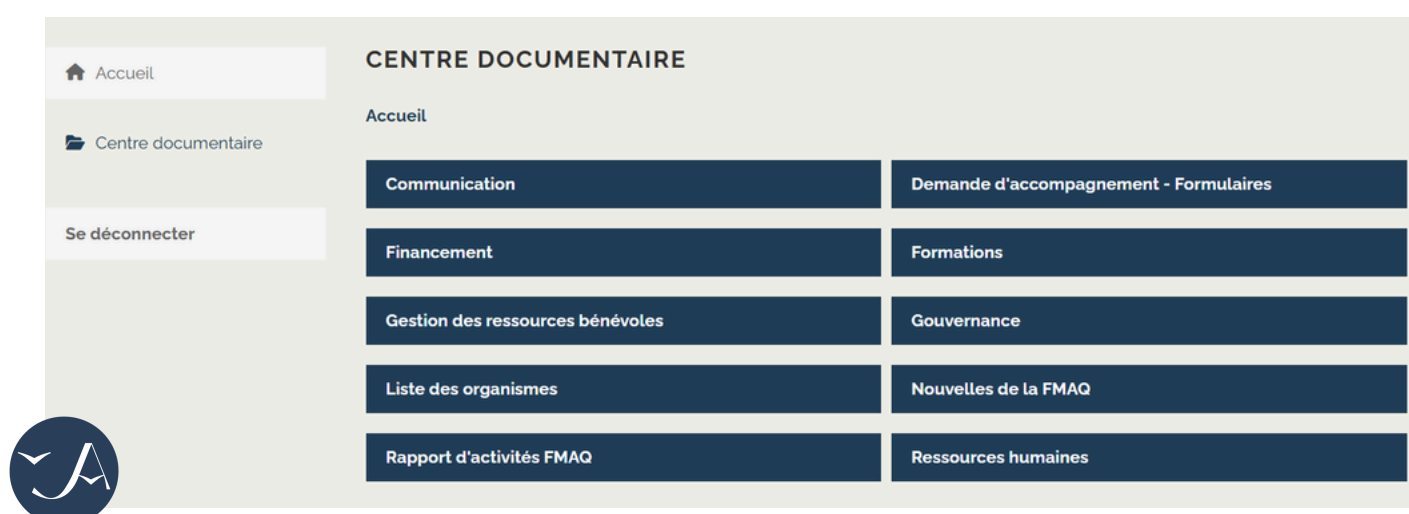 Accueil
Centre documentaire
Se déconnecter
CENTRE DOCUMENTAIRE
Accueil
Communication
Demande d'accompagnement - Formulaires
Financement
Formations
Gestion des ressources bénévoles
Gouvernance
Liste des organismes
Nouvelles de la FMAQ
Rapport d'activités FMAQ
Ressources humaines